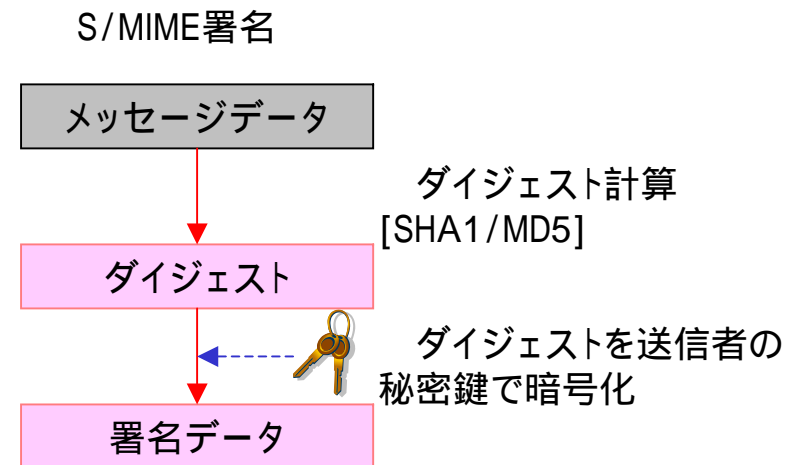 S/MIME署名
メッセージデータ
ダイジェスト計算
[SHA1/MD5]
ダイジェスト
ダイジェストを送信者の
秘密鍵で暗号化
署名データ